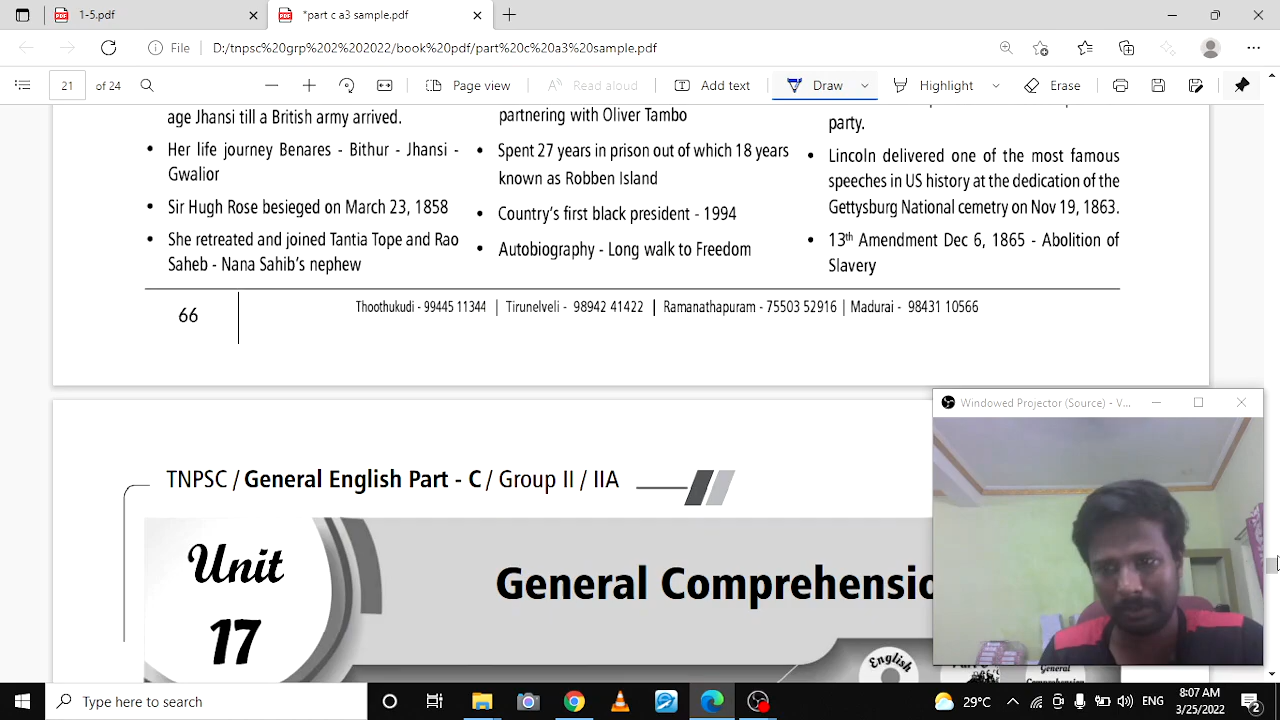 1-5.pdf
*part c a3 sample.pdf
File
D:/tnpsc%20grp%202%202022/book%20pdf/part%20c%20a3%20sample.pdf
21 of 24
Page view
Read aloud
Add text
Draw
Highlight
Erase
age Jhansi till a British army arrived.
• Her life journey Benares - Bithur - Jhansi -
Gwalior
• Sir Hugh Rose besieged on March 23, 1858
• She retreated and joined Tantia Tope and Rao
Saheb - Nana Sahib's nephew
partnering with Oliver Tambo
• Spent 27 years in prison out of which 18 years
known as Robben Island
• Country's first black president - 1994
• Autobiography - Long walk to Freedom
party.
• Lincoln delivered one of the most famous
speeches in US history at the dedication of the
Gettysburg National cemetry on Nov 19, 1863.
• 13th Amendment Dec 6, 1865 - Abolition of
Slavery
66
Thoothukudi - 99445 11344 | Tirunelveli - 98942 41422 | Ramanathapuram - 75503 52916 | Madurai - 98431 10566
Windowed Projector (Source) - V...
TNPSC / General English Part - C / Group II / IIA
Unit
17
General Comprehensio
English
General
Type here to search
29°C
ENG
8:07 AM
3/25/2022
2